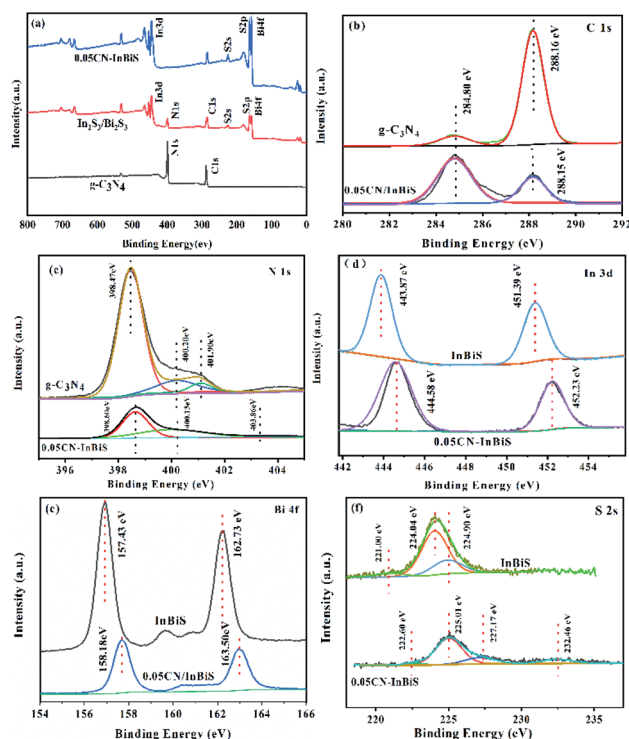 (a)
In3d
0.05CN-InBiS
S2s
S2p
Bi4f
In3d
In₂S₃/Bi₂S₃
N1s
C1s
S2s
S2p
Bi4f
N1s
C1s
g-C₃N₄
Intensity(a.u.)
800 700 600 500 400 300 200 100 0
Binding Energy(ev)
(b)
C 1s
284.80 eV
288.16 eV
g-C₃N₄
0.05CN/InBiS
288.15 eV
Intensity (a.u.)
280 282 284 286 288 290 292
Binding Energy (eV)
(c)
N 1s
398.47eV
400.20eV
401.90eV
g-C₃N₄
398.60eV
400.13eV
403.86eV
0.05CN-InBiS
Intensity (a.u.)
396 398 400 402 404
Binding Energy (eV)
(d)
In 3d
443.87 eV
451.39 eV
InBiS
444.58 eV
452.23 eV
0.05CN-InBiS
Intensity (a.u.)
442 444 446 450 452 454
Binding Energy (eV)
(e)
Bi 4f
157.43 eV
162.73 eV
InBiS
158.18eV
163.50eV
0.05CN/InBiS
Intensity (a.u.)
154 156 157 159 162 163 164 166
Binding Energy (eV)
(f)
S 2s
221.00 eV
224.04 eV
224.90 eV
InBiS
222.60 eV
225.01 eV
227.17 eV
232.46 eV
0.05CN-InBiS
Intensity (a.u.)
220 225 230 235
Binding Energy (eV)